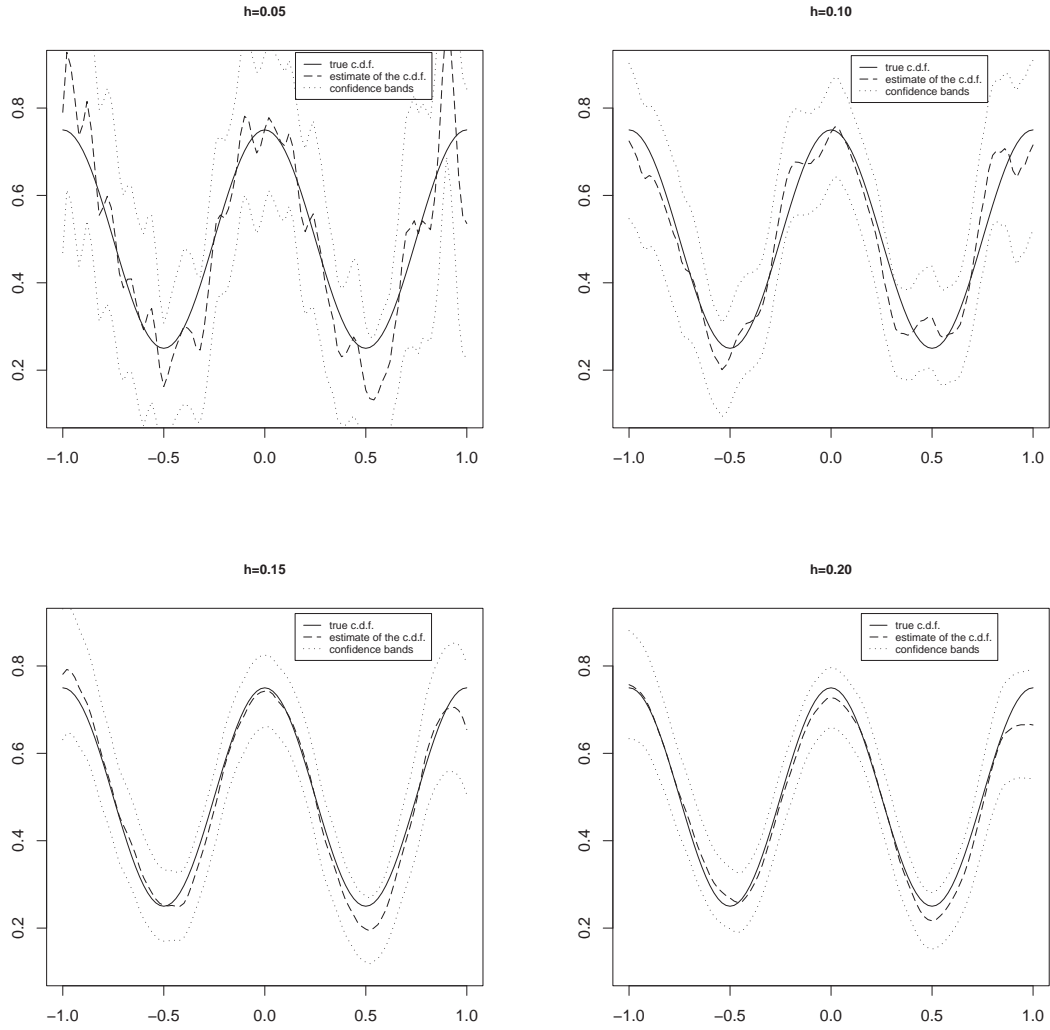 h=0.05
true c.d.f.
estimate of the c.d.f.
confidence bands
0.2
0.4
0.6
0.8
−1.0 −0.5 0.0 0.5 1.0
h=0.10
true c.d.f.
estimate of the c.d.f.
confidence bands
0.2
0.4
0.6
0.8
−1.0 −0.5 0.0 0.5 1.0
h=0.15
true c.d.f.
estimate of the c.d.f.
confidence bands
0.2
0.4
0.6
0.8
−1.0 −0.5 0.0 0.5 1.0
h=0.20
true c.d.f.
estimate of the c.d.f.
confidence bands
0.2
0.4
0.6
0.8
−1.0 −0.5 0.0 0.5 1.0